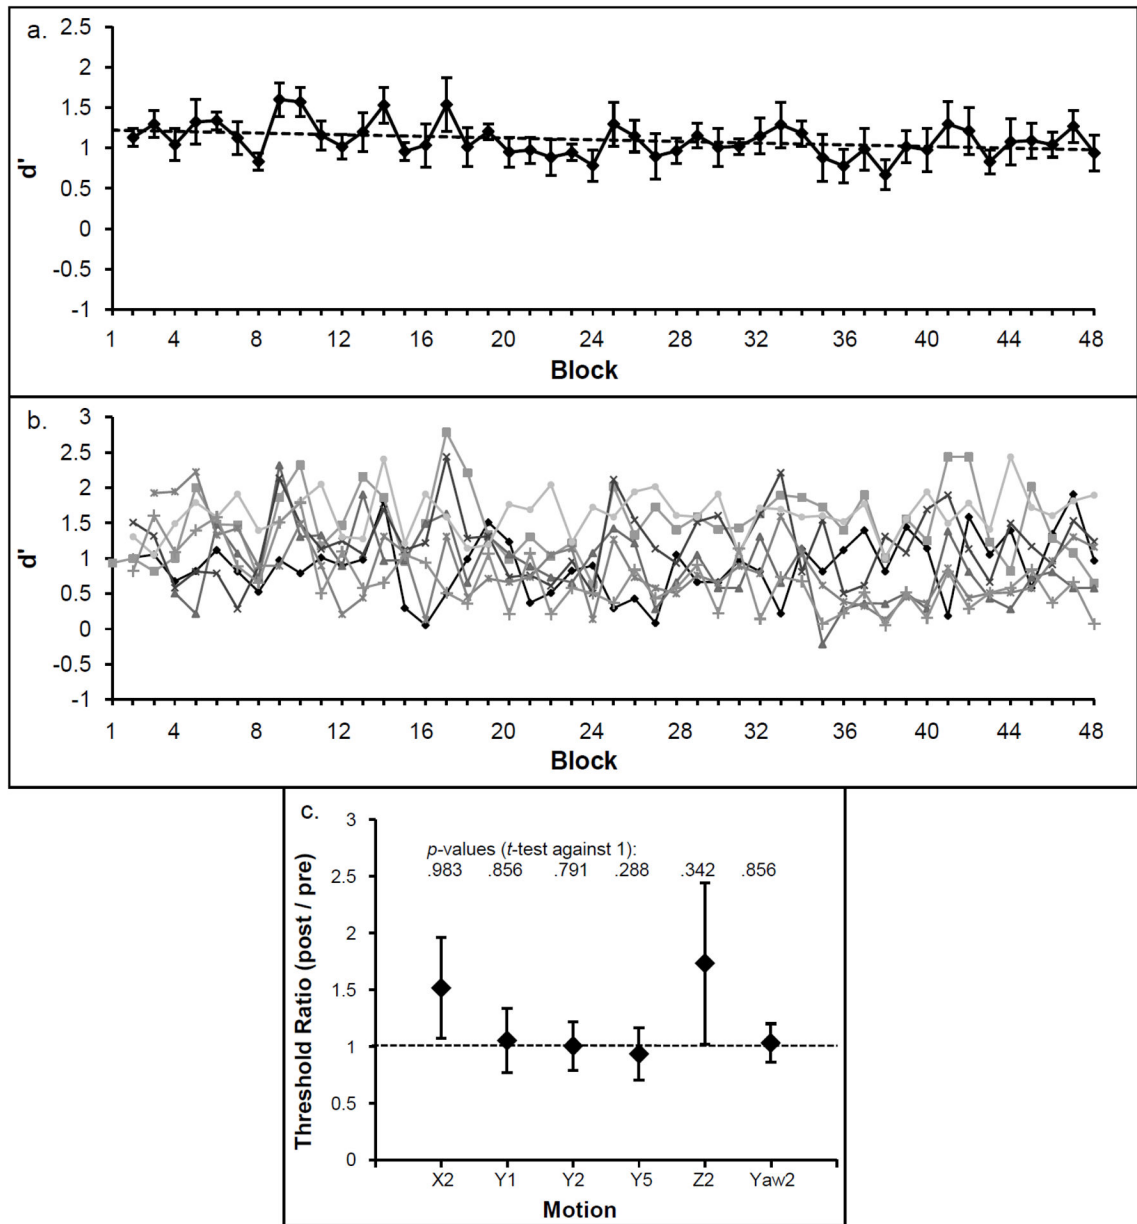 a.
2.5
2
1.5
1
0.5
0
-0.5
-1
d'
1 4 8 12 16 20 24 28 32 36 40 44 48
Block
b.
3
2.5
2
1.5
1
0.5
0
-0.5
-1
d'
1 4 8 12 16 20 24 28 32 36 40 44 48
Block
c.
3
2.5
2
1.5
1
0.5
0
Threshold Ratio (post / pre)
p-values (t-test against 1):
.983 .856 .791 .288 .342 .856
X2 Y1 Y2 Y5 Z2 Yaw2
Motion